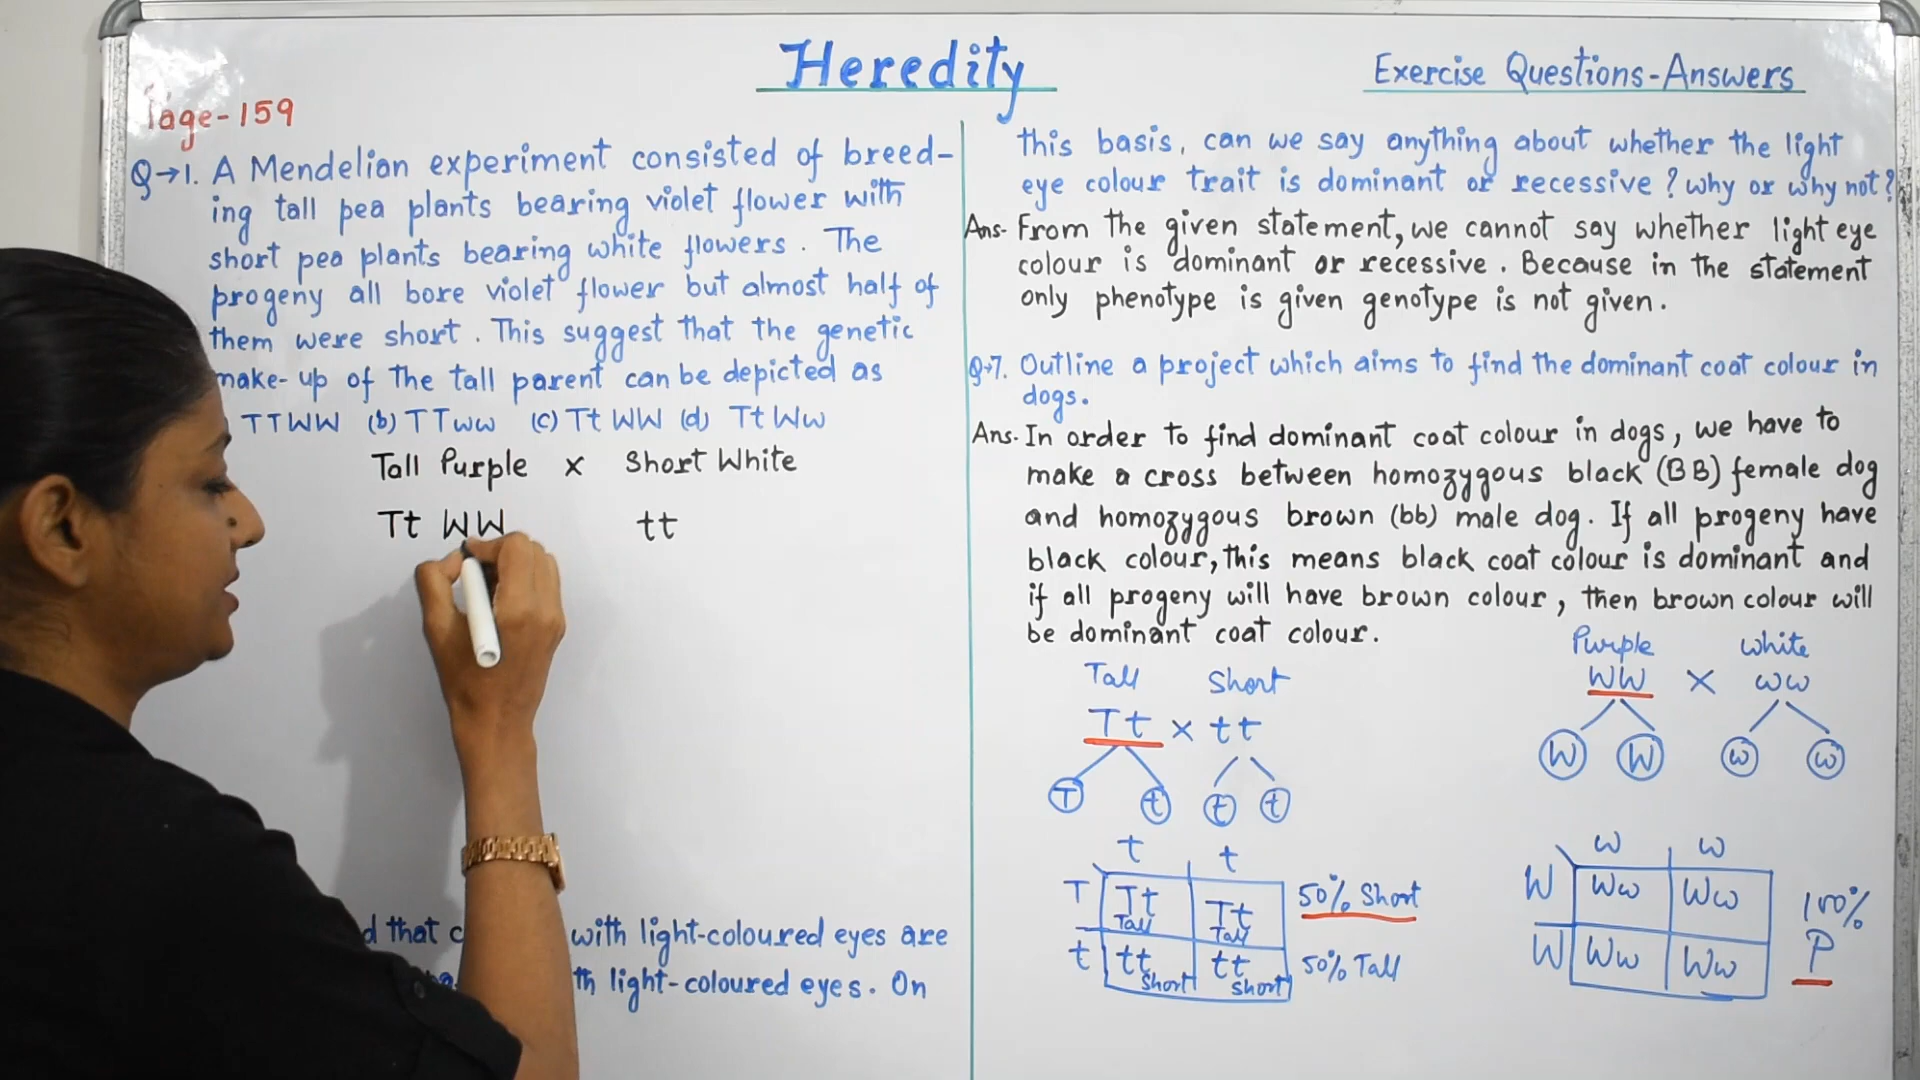 Heredity
Exercise Questions-Answers
Page-159
Q→1. A Mendelian experiment consisted of breed-
ing tall pea plants bearing violet flower with
short pea plants bearing white flowers. The
progeny all bore violet flower but almost half of
them were short. This suggest that the genetic
make-up of the tall parent can be depicted as
TTWW (b) TTww (c) Tt WW (d) Tt Ww
Tall Purple x Short White
Tt WW tt
d that c with light-coloured eyes are
th light-coloured eyes. On
this basis, can we say anything about whether the light
eye colour trait is dominant or recessive? why or why not?
Ans- From the given statement, we cannot say whether light eye
colour is dominant or recessive. Because in the statement
only phenotype is given genotype is not given.
Q→7. Outline a project which aims to find the dominant coat colour in
dogs.
Ans. In order to find dominant coat colour in dogs, we have to
make a cross between homozygous black (BB) female dog
and homozygous brown (bb) male dog. If all progeny have
black colour, this means black coat colour is dominant and
if all progeny will have brown colour, then brown colour will
be dominant coat colour.
Tall Short
Tt x tt
T t t t
t t
T Tt Tall Tt Tall 50% Short
t tt Short tt Short 50% Tall
Purple White
WW x ww
W W w w
w w
W Ww Ww 100%
W Ww Ww P